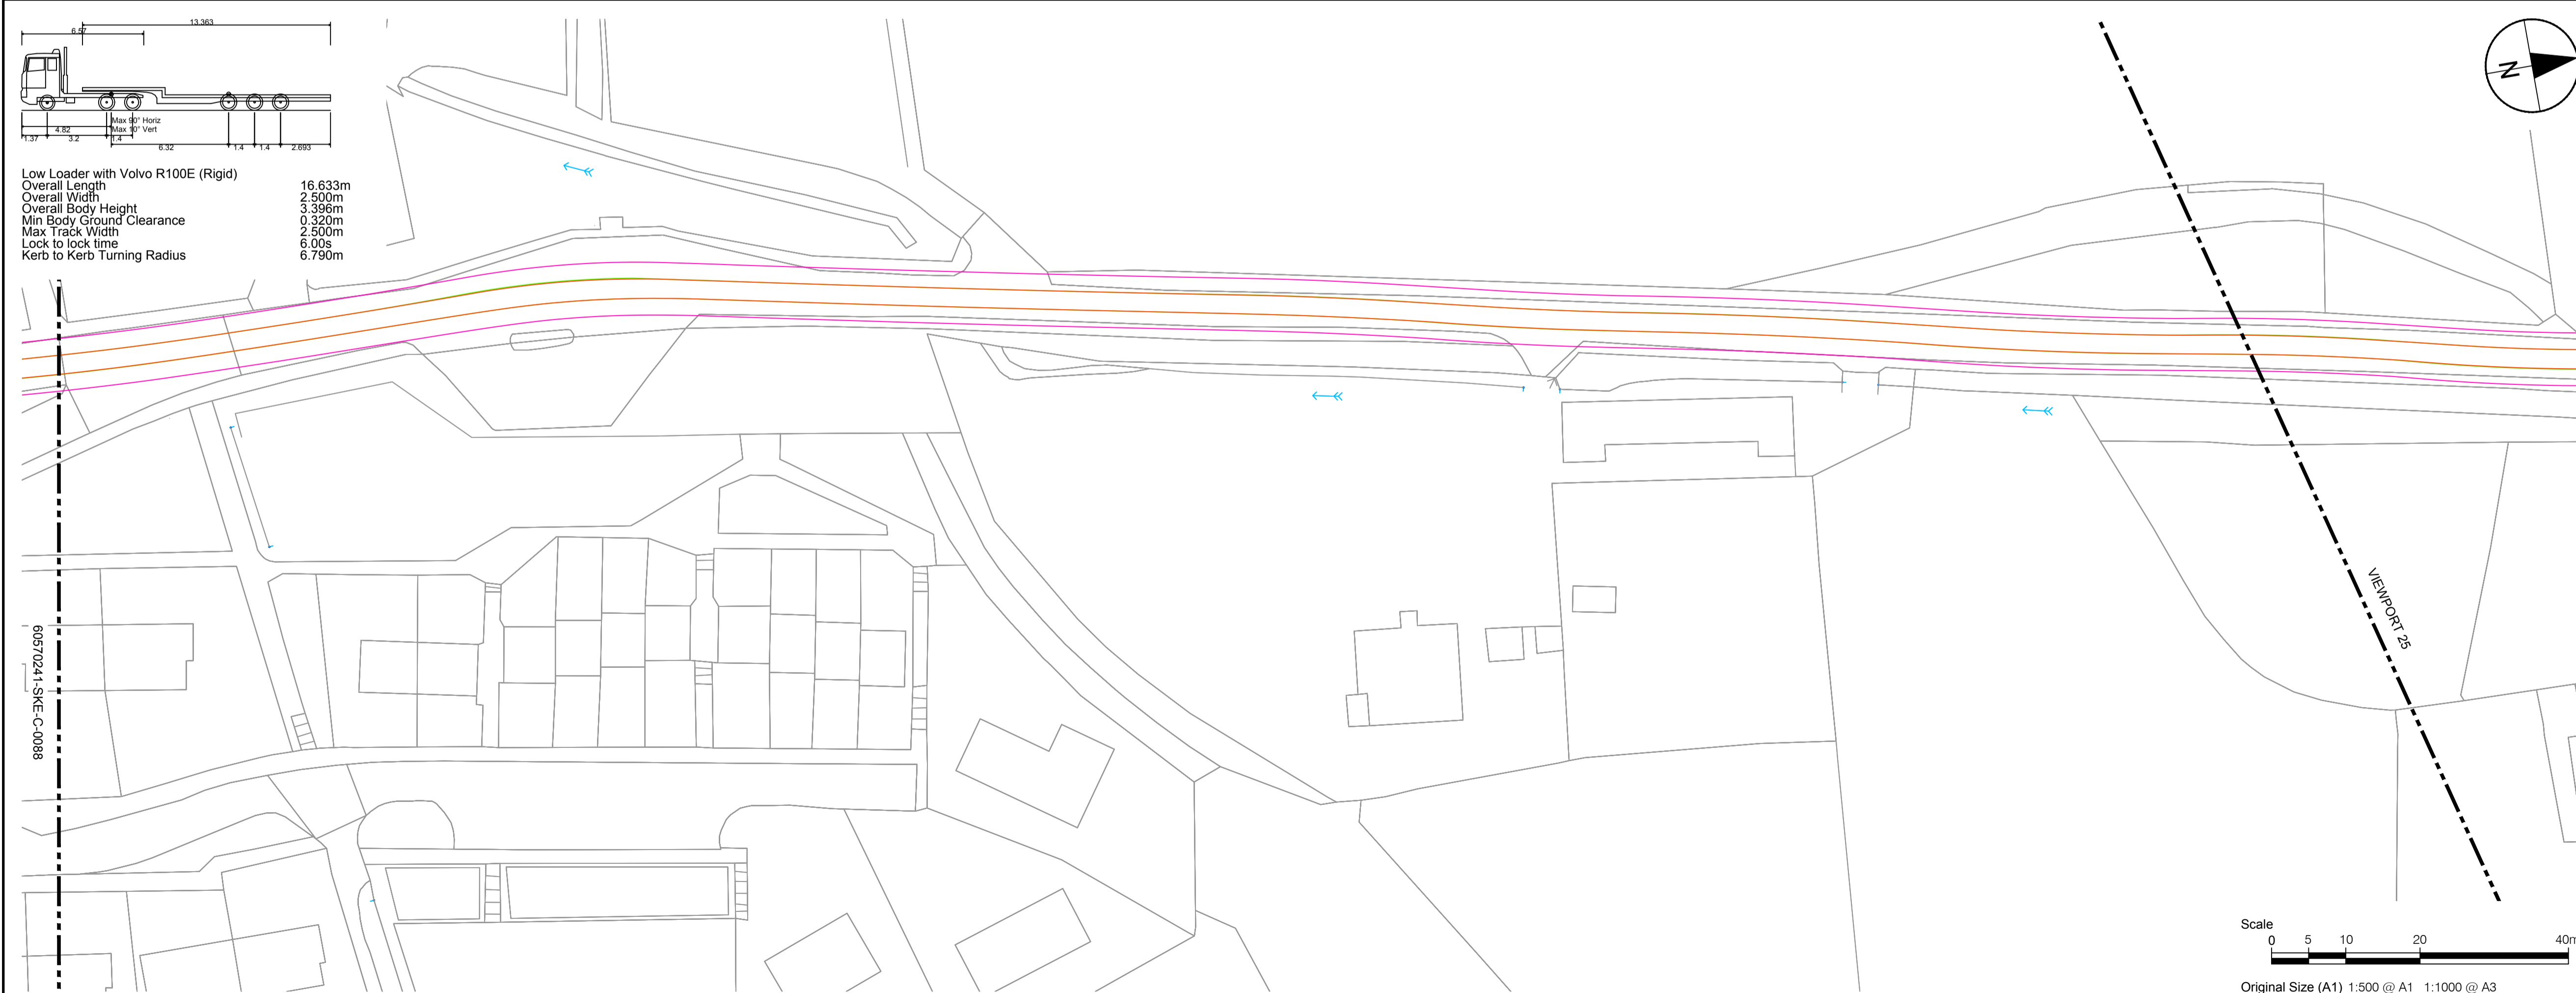 13.363
6.57
Max 90° Horiz
Max 10° Vert
4.82
1.37
3.2
1.4
6.32
1.4
1.4
2.693
Low Loader with Volvo R100E (Rigid)
Overall Length 16.633m
Overall Width 2.500m
Overall Body Height 3.396m
Min Body Ground Clearance 0.320m
Max Track Width 2.500m
Lock to lock time 6.00s
Kerb to Kerb Turning Radius 6.790m
N
60570241-SKE-C-0088
VIEWPORT 25
Scale
0 5 10 20 40m
Original Size (A1) 1:500 @ A1 1:1000 @ A3